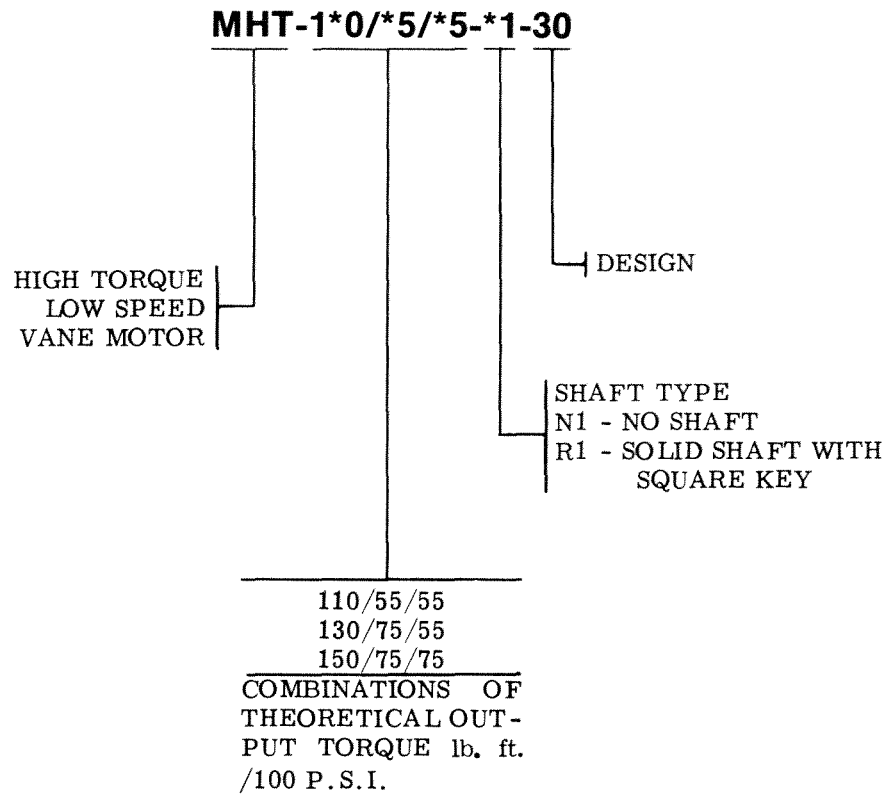 MHT-1*0/*5/*5-*1-30
HIGH TORQUE
LOW SPEED
VANE MOTOR
DESIGN
SHAFT TYPE
N1 - NO SHAFT
R1 - SOLID SHAFT WITH
SQUARE KEY
110/55/55
130/75/55
150/75/75
COMBINATIONS OF
THEORETICAL OUT-
PUT TORQUE lb. ft.
/100 P.S.I.